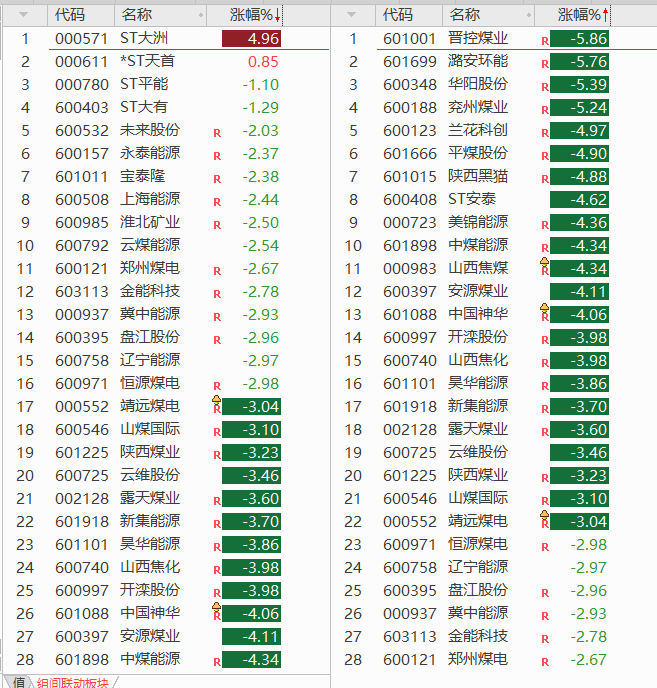 代码 名称 涨幅%↓
1 000571 ST大洲 4.96
2 000611 *ST天首 0.85
3 000780 ST平能 -1.10
4 600403 ST大有 -1.29
5 600532 未来股份 R -2.03
6 600157 永泰能源 R -2.37
7 601011 宝泰隆 R -2.38
8 600508 上海能源 R -2.44
9 600985 淮北矿业 R -2.50
10 600792 云煤能源 -2.54
11 600121 郑州煤电 R -2.67
12 603113 金能科技 R -2.78
13 000937 冀中能源 R -2.93
14 600395 盘江股份 R -2.96
15 600758 辽宁能源 -2.97
16 600971 恒源煤电 R -2.98
17 000552 靖远煤电 R -3.04
18 600546 山煤国际 R -3.10
19 601225 陕西煤业 R -3.23
20 600725 云维股份 -3.46
21 002128 露天煤业 R -3.60
22 601918 新集能源 R -3.70
23 601101 昊华能源 R -3.86
24 600740 山西焦化 R -3.98
25 600997 开滦股份 R -3.98
26 601088 中国神华 R -4.06
27 600397 安源煤业 -4.11
28 601898 中煤能源 R -4.34
值 组间联动板块
代码 名称 涨幅%↑
1 601001 晋控煤业 R -5.86
2 601699 潞安环能 R -5.76
3 600348 华阳股份 R -5.39
4 600188 兖州煤业 R -5.24
5 600123 兰花科创 R -4.97
6 601666 平煤股份 R -4.90
7 601015 陕西黑猫 R -4.88
8 600408 ST安泰 -4.62
9 000723 美锦能源 R -4.36
10 601898 中煤能源 R -4.34
11 000983 山西焦煤 R -4.34
12 600397 安源煤业 -4.11
13 601088 中国神华 R -4.06
14 600997 开滦股份 R -3.98
15 600740 山西焦化 R -3.98
16 601101 昊华能源 R -3.86
17 601918 新集能源 R -3.70
18 002128 露天煤业 R -3.60
19 600725 云维股份 -3.46
20 601225 陕西煤业 R -3.23
21 600546 山煤国际 R -3.10
22 000552 靖远煤电 R -3.04
23 600971 恒源煤电 R -2.98
24 600758 辽宁能源 -2.97
25 600395 盘江股份 R -2.96
26 000937 冀中能源 R -2.93
27 603113 金能科技 R -2.78
28 600121 郑州煤电 R -2.67